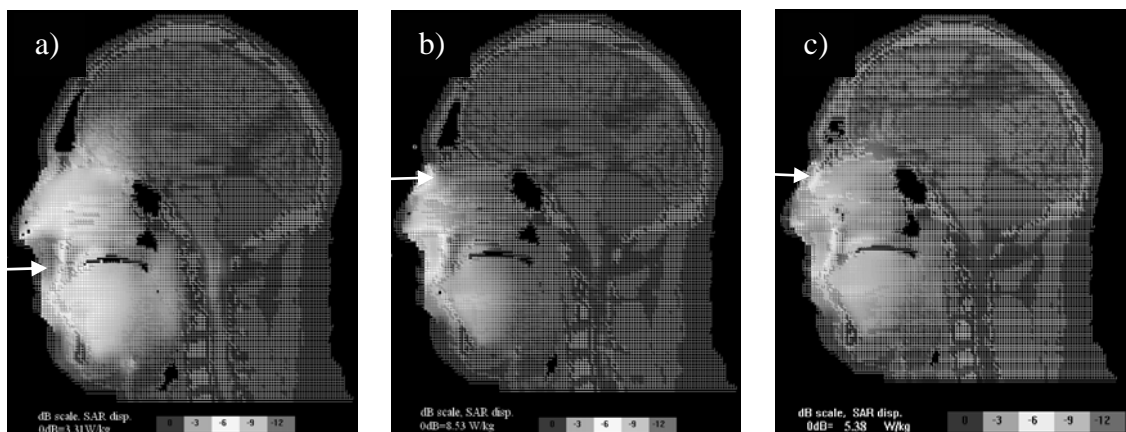 a)
b)
c)
dB scale, SAR disp.
0dB=3.31W/kg
0 -3 -6 -9 -12
dB scale, SAR disp.
0dB=8.53 W/kg
0 -3 -6 -9 -12
dB scale, SAR disp.
0dB= 5.38 W/kg
0 -3 -6 -9 -12